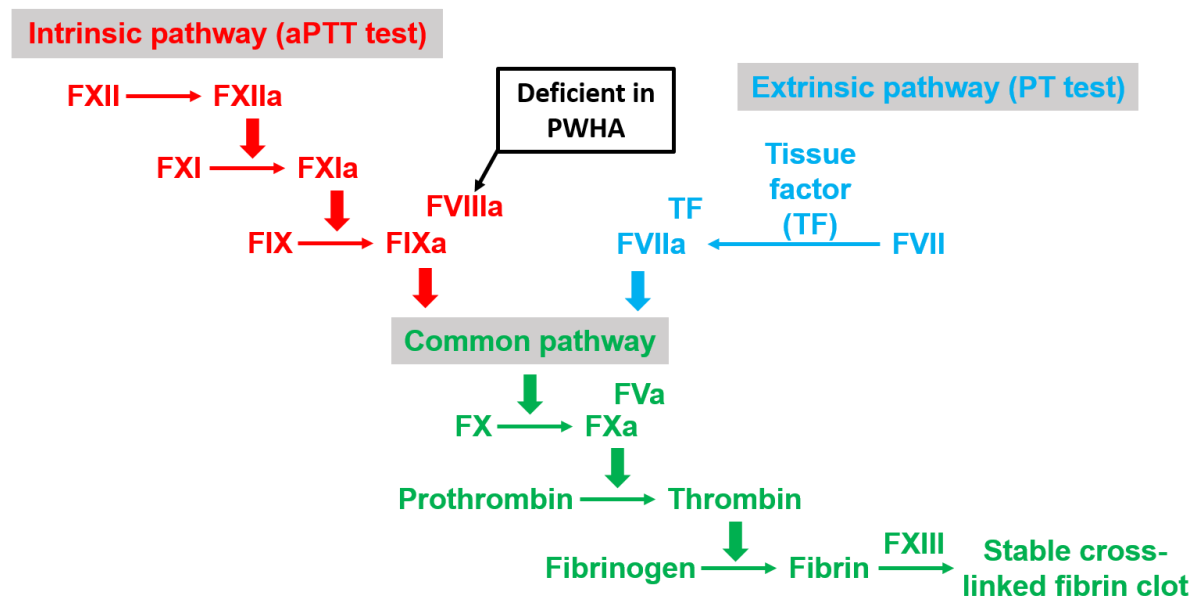 Intrinsic pathway (aPTT test)
FXII
FXIIa
Deficient in
PWHA
Extrinsic pathway (PT test)
FXI
FXIa
Tissue
factor
(TF)
FVIIIa
TF
FIX
FIXa
FVIIa
FVII
Common pathway
FVa
FX
FXa
Prothrombin
Thrombin
FXIII
Fibrinogen
Fibrin
Stable cross-
linked fibrin clot